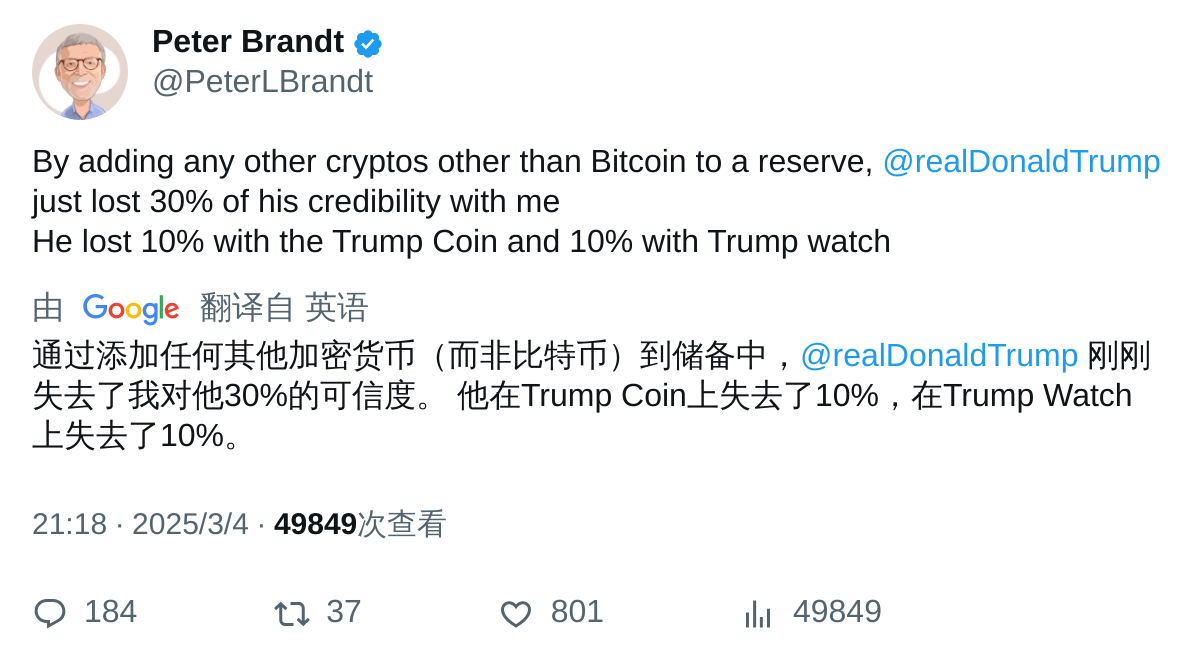 Peter Brandt
@PeterLBrandt
By adding any other cryptos other than Bitcoin to a reserve, @realDonaldTrump
just lost 30% of his credibility with me
He lost 10% with the Trump Coin and 10% with Trump watch
由 Google 翻译自 英语
通过添加任何其他加密货币（而非比特币）到储备中，@realDonaldTrump 刚刚
失去了我对他30%的可信度。 他在Trump Coin上失去了10%，在Trump Watch
上失去了10%。
21:18 · 2025/3/4 · 49849次查看
184 37 801 49849